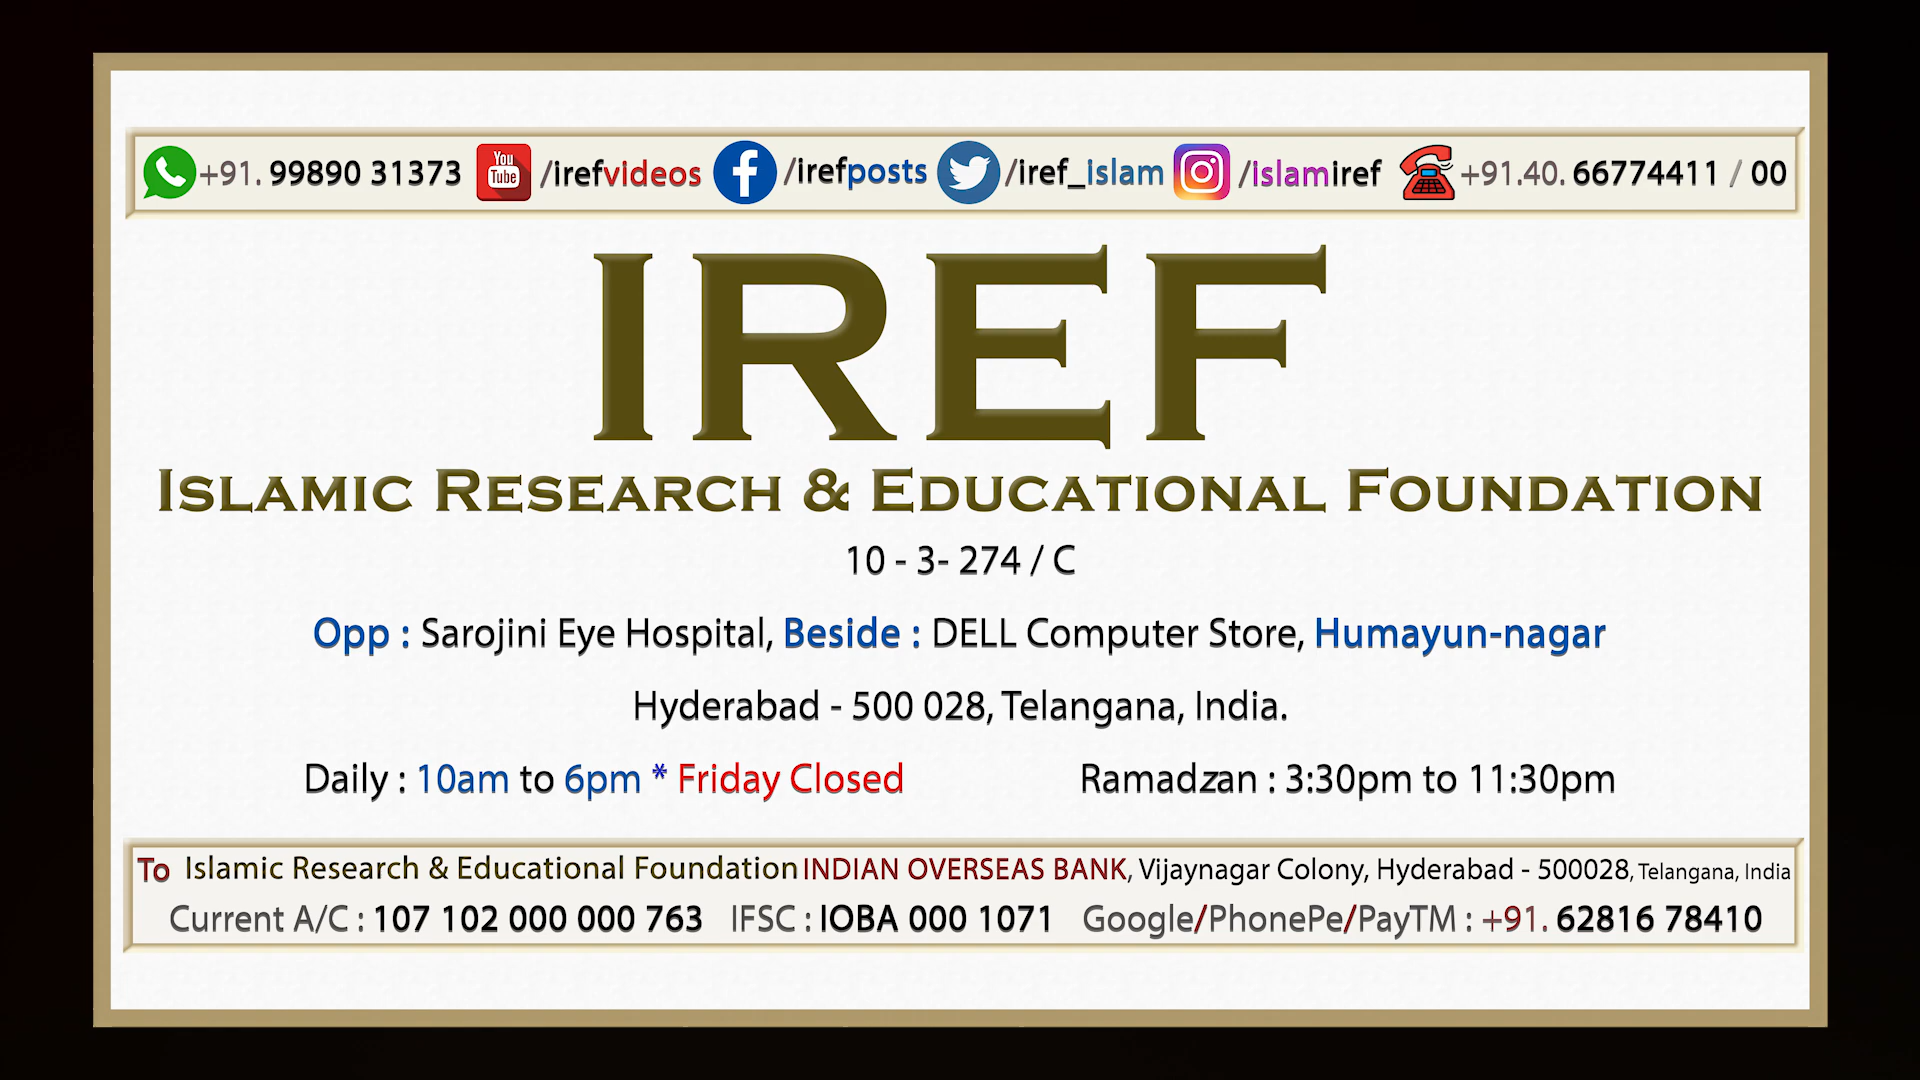 +91. 99890 31373 You Tube /irefvideos f /irefposts /iref_islam /islamiref +91.40. 66774411 / 00
IREF
Islamic Research & Educational Foundation
10 - 3- 274 / C
Opp : Sarojini Eye Hospital, Beside : DELL Computer Store, Humayun-nagar
Hyderabad - 500 028, Telangana, India.
Daily : 10am to 6pm * Friday Closed Ramadzan : 3:30pm to 11:30pm
To Islamic Research & Educational Foundation INDIAN OVERSEAS BANK, Vijaynagar Colony, Hyderabad - 500028, Telangana, India
Current A/C : 107 102 000 000 763 IFSC : IOBA 000 1071 Google/PhonePe/PayTM : +91. 62816 78410